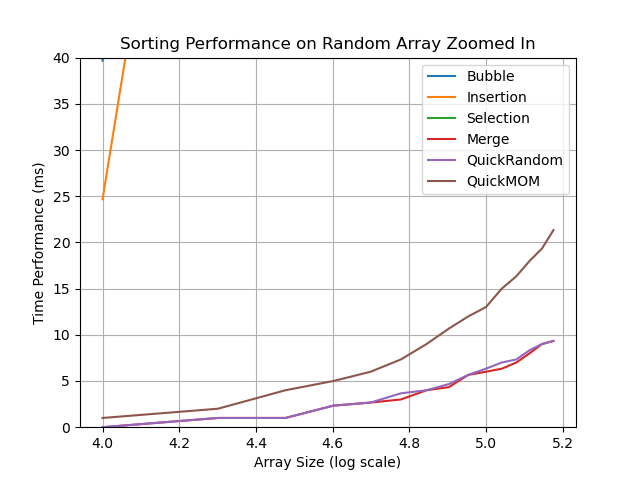 Sorting Performance on Random Array Zoomed In
40
35
30
25
20
15
10
5
0
Time Performance (ms)
Bubble
Insertion
Selection
Merge
QuickRandom
QuickMOM
4.0 4.2 4.4 4.6 4.8 5.0 5.2
Array Size (log scale)